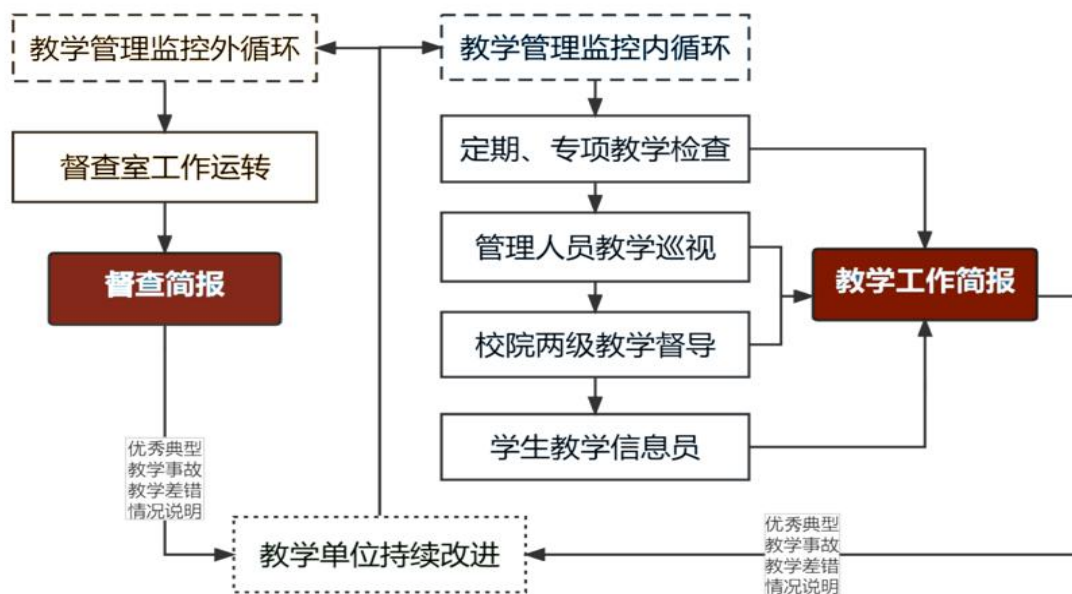 教学管理监控外循环
教学管理监控内循环
督查室工作运转
定期、专项教学检查
督查简报
管理人员教学巡视
教学工作简报
校院两级教学督导
学生教学信息员
优秀典型
教学事故
教学差错
情况说明
教学单位持续改进
优秀典型
教学事故
教学差错
情况说明